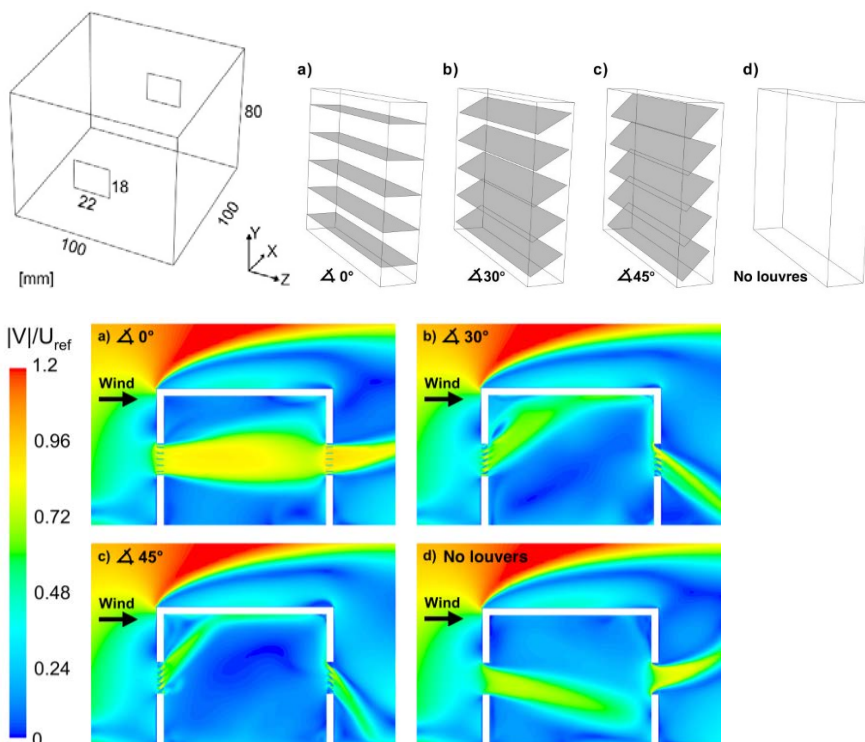 a)
b)
c)
d)
80
18
22
100
100
Y
X
Z
[mm]
∡ 0°
∡30°
∡45°
No louvres
|V|/Uref
1.2
0.96
0.72
0.48
0.24
0
a) ∡ 0°
Wind
b) ∡ 30°
Wind
c) ∡ 45°
Wind
d) No louvers
Wind